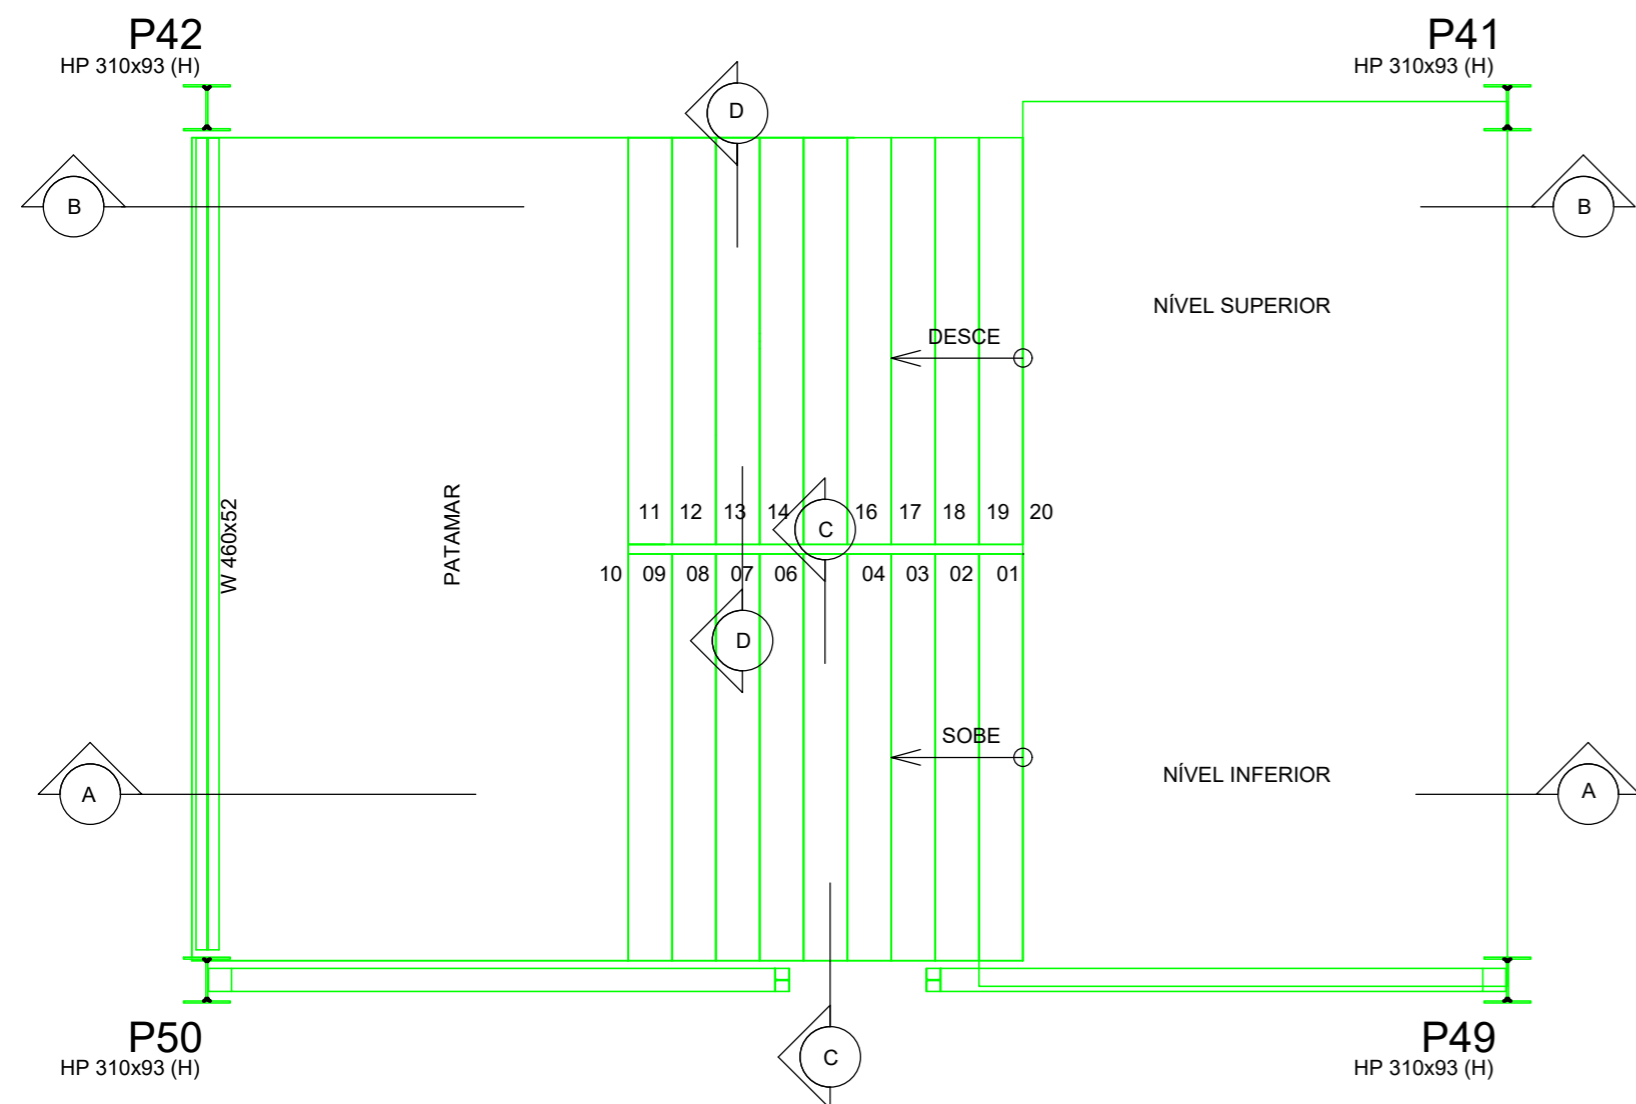 P42
HP 310x93 (H)
P41
HP 310x93 (H)
D
B
B
NÍVEL SUPERIOR
DESCE
W 460x52
PATAMAR
11 12 13 14 16 17 18 19 20
C
10 09 08 07 06 04 03 02 01
D
SOBE
NÍVEL INFERIOR
A
A
P50
HP 310x93 (H)
C
P49
HP 310x93 (H)